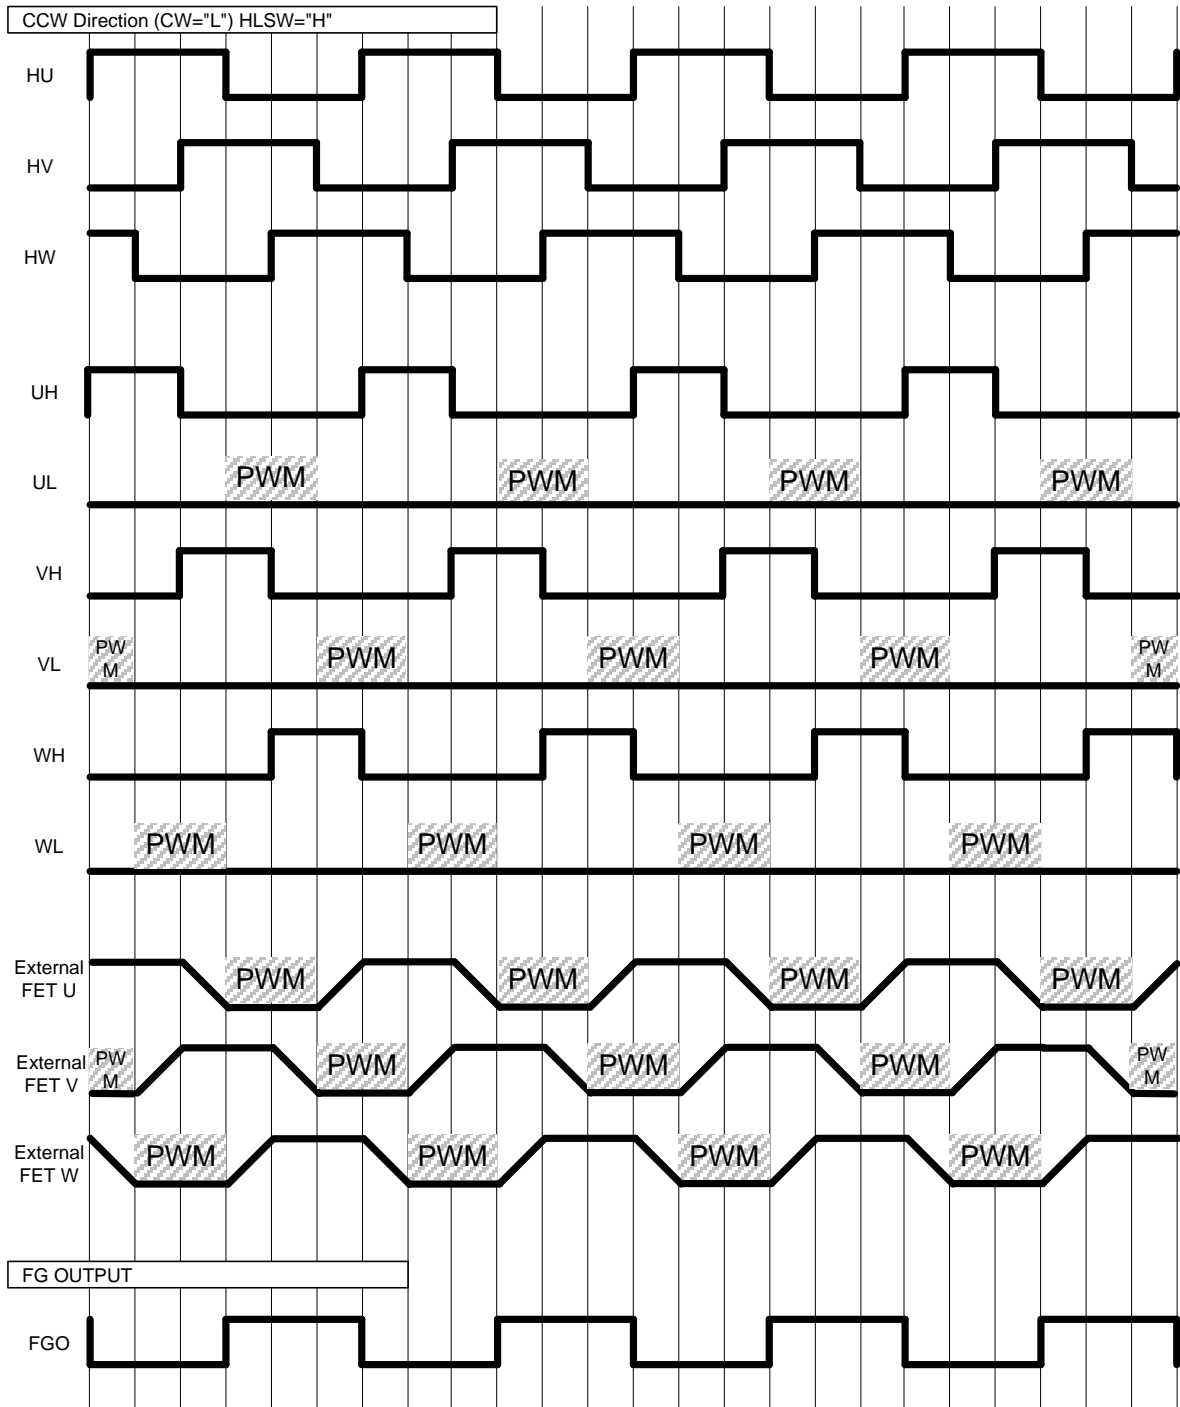 CCW Direction (CW="L") HLSW="H"
HU
HV
HW
UH
UL PWM PWM PWM PWM
VH
VL PW
M PWM PWM PWM PW
M
WH
WL PWM PWM PWM PWM
External
FET U PWM PWM PWM PWM
External
FET V PW
M PWM PWM PWM PW
M
External
FET W PWM PWM PWM PWM
FG OUTPUT
FGO